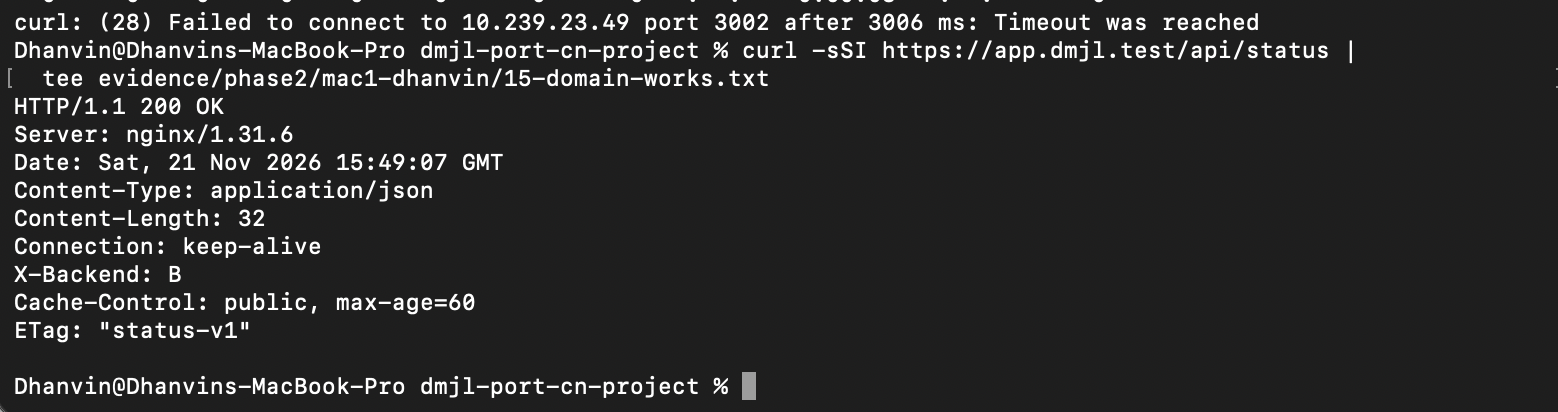 curl: (28) Failed to connect to 10.239.23.49 port 3002 after 3006 ms: Timeout was reached
Dhanvin@Dhanvins-MacBook-Pro dmjl-port-cn-project % curl -sSI https://app.dmjl.test/api/status |
[  tee evidence/phase2/mac1-dhanvin/15-domain-works.txt
HTTP/1.1 200 OK
Server: nginx/1.31.6
Date: Sat, 21 Nov 2026 15:49:07 GMT
Content-Type: application/json
Content-Length: 32
Connection: keep-alive
X-Backend: B
Cache-Control: public, max-age=60
ETag: "status-v1"
Dhanvin@Dhanvins-MacBook-Pro dmjl-port-cn-project %